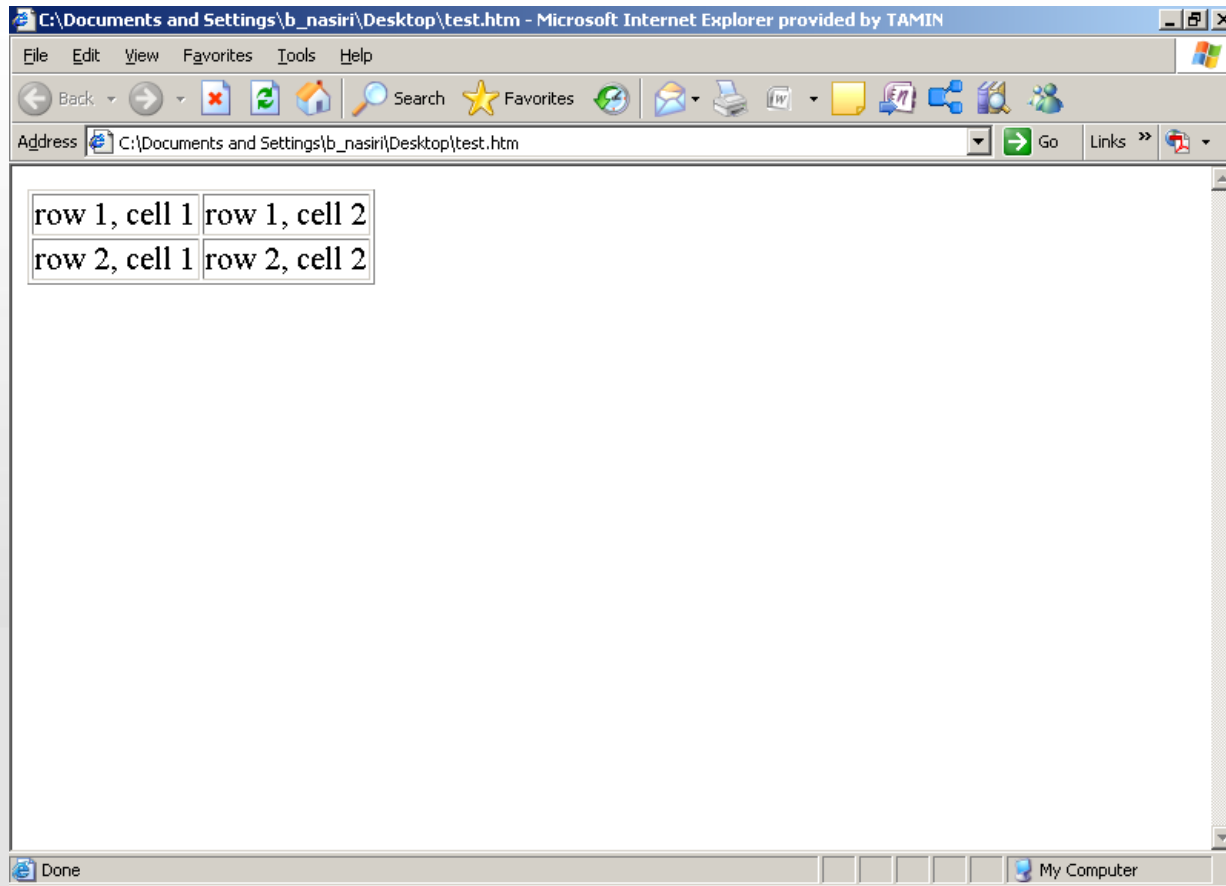 C:\Documents and Settings\b_nasiri\Desktop\test.htm - Microsoft Internet Explorer provided by TAMIN
File Edit View Favorites Tools Help
Back Search Favorites
Address C:\Documents and Settings\b_nasiri\Desktop\test.htm Go Links »
row 1, cell 1 row 1, cell 2
row 2, cell 1 row 2, cell 2
Done My Computer